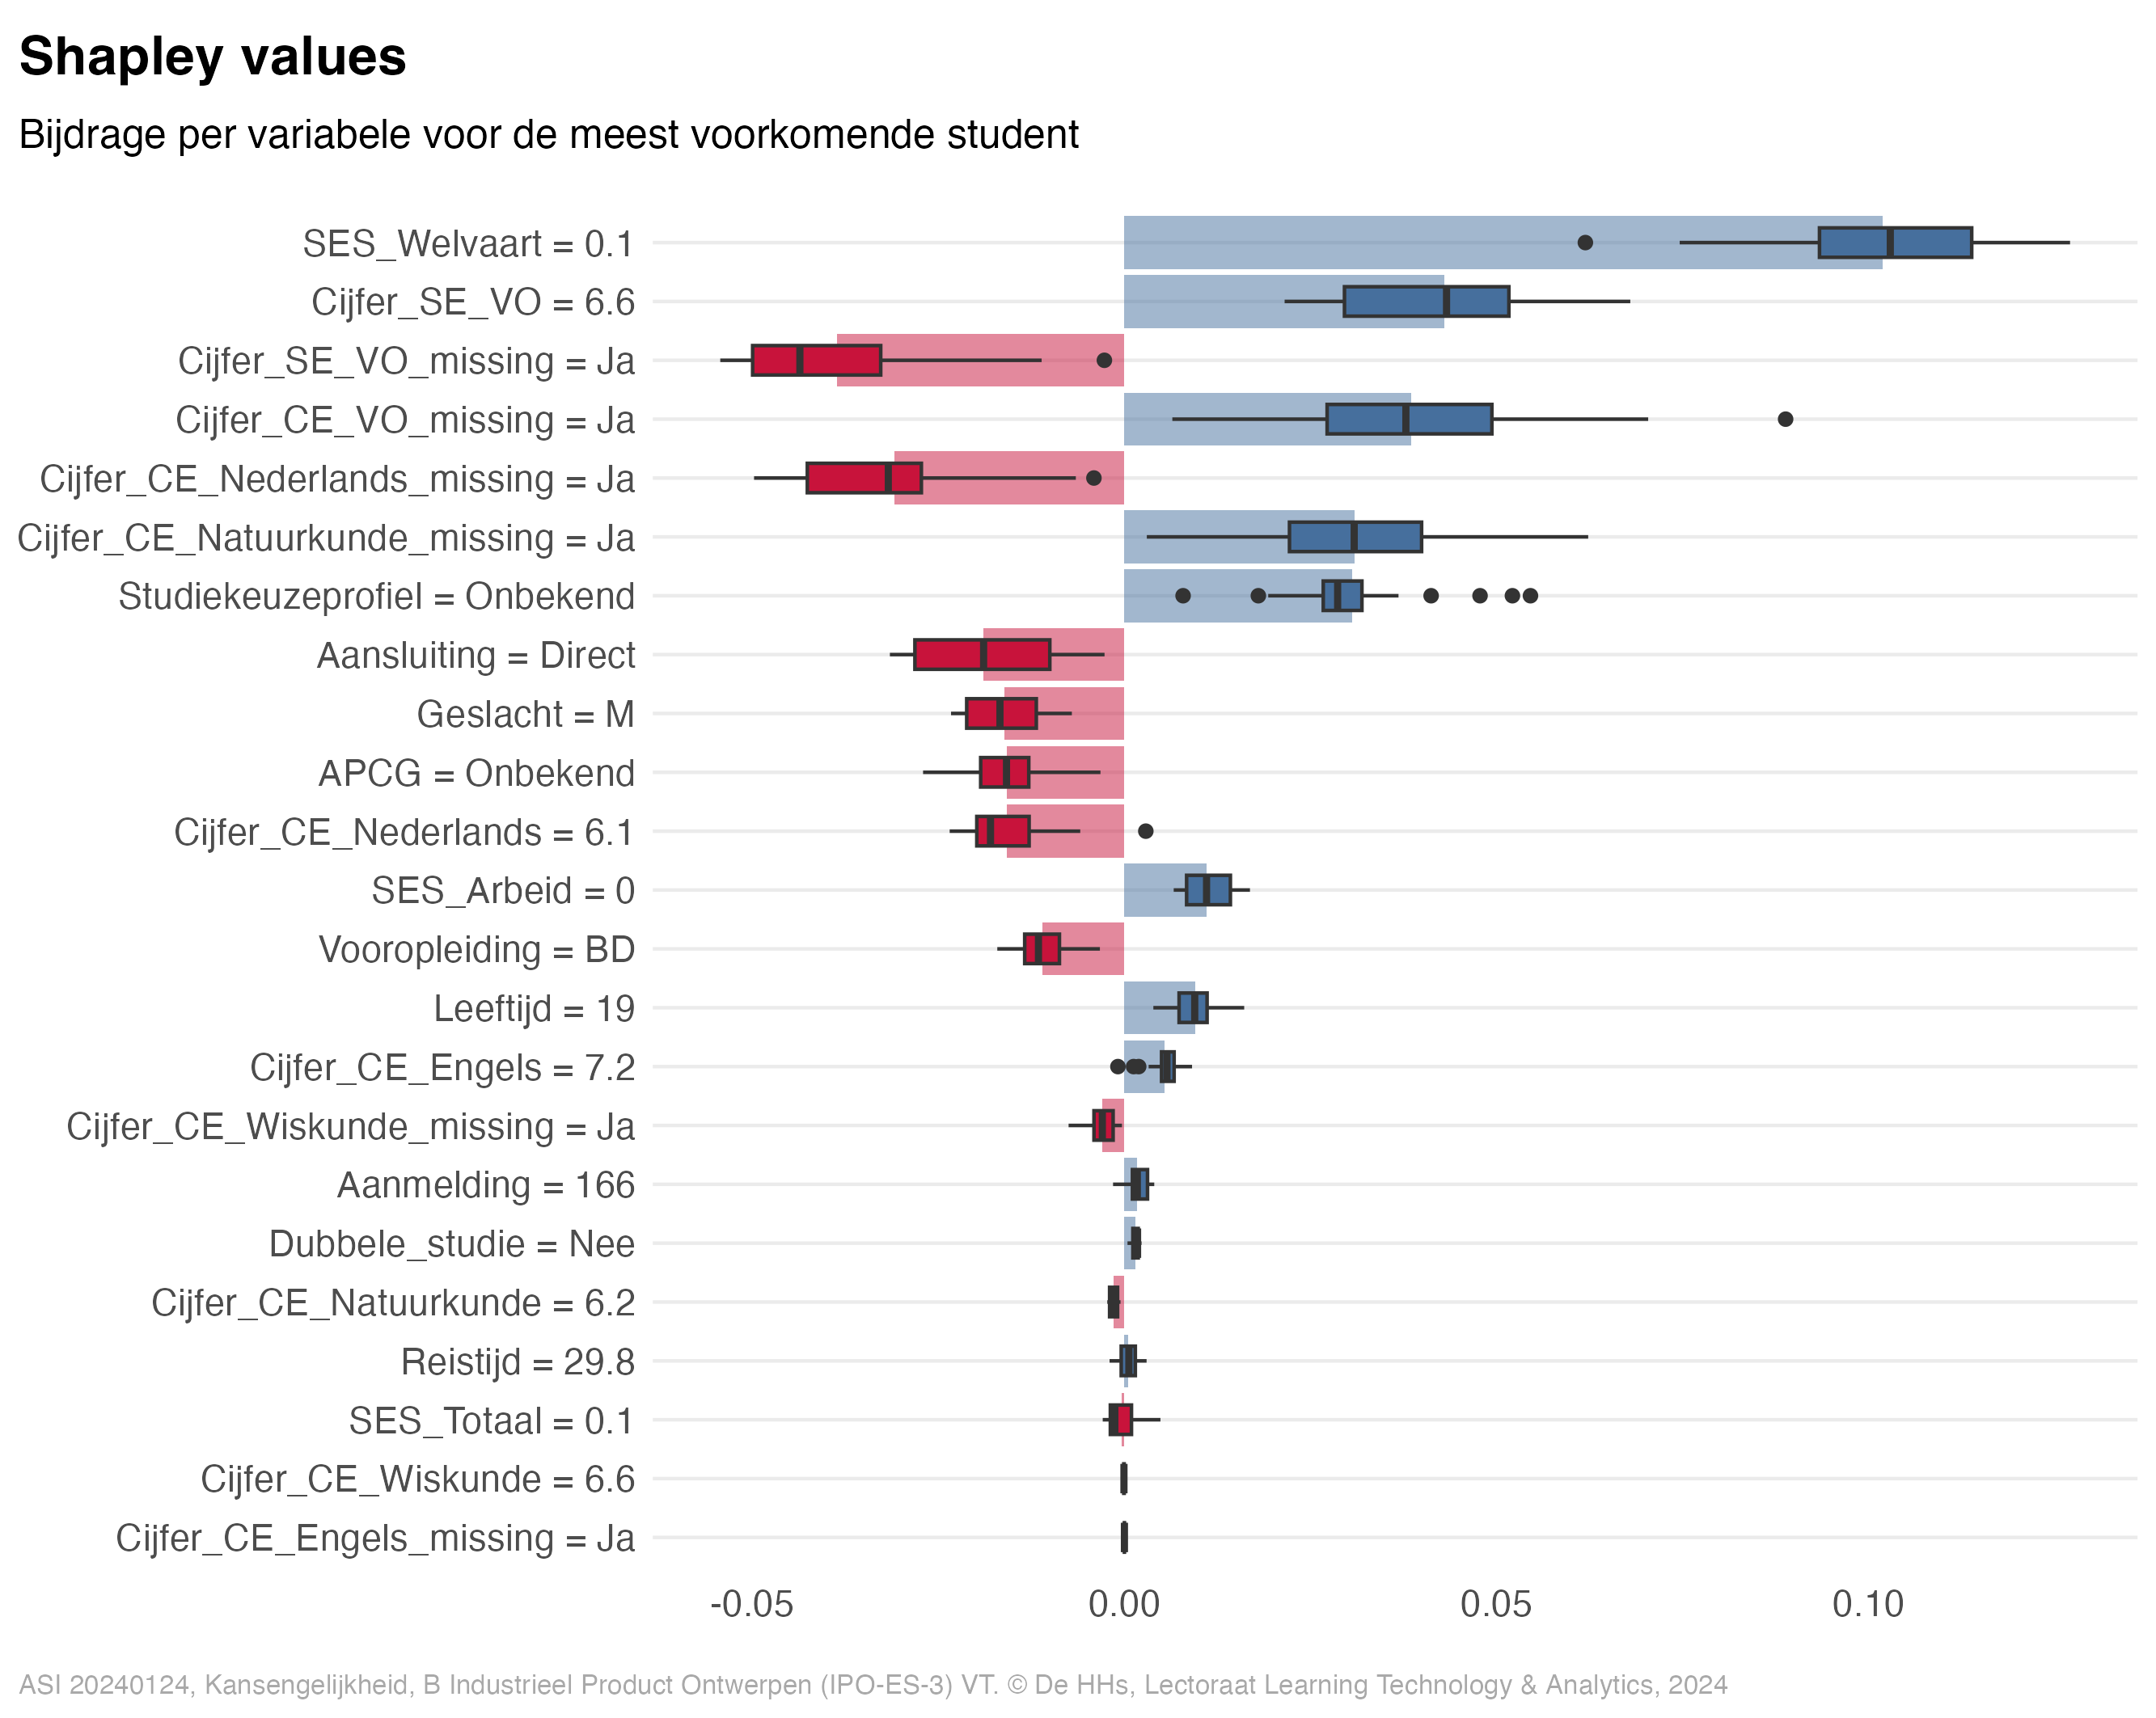 Shapley values
Bijdrage per variabele voor de meest voorkomende student
SES_Welvaart = 0.1
Cijfer_SE_VO = 6.6
Cijfer_SE_VO_missing = Ja
Cijfer_CE_VO_missing = Ja
Cijfer_CE_Nederlands_missing = Ja
Cijfer_CE_Natuurkunde_missing = Ja
Studiekeuzeprofiel = Onbekend
Aansluiting = Direct
Geslacht = M
APCG = Onbekend
Cijfer_CE_Nederlands = 6.1
SES_Arbeid = 0
Vooropleiding = BD
Leeftijd = 19
Cijfer_CE_Engels = 7.2
Cijfer_CE_Wiskunde_missing = Ja
Aanmelding = 166
Dubbele_studie = Nee
Cijfer_CE_Natuurkunde = 6.2
Reistijd = 29.8
SES_Totaal = 0.1
Cijfer_CE_Wiskunde = 6.6
Cijfer_CE_Engels_missing = Ja
-0.05 0.00 0.05 0.10
ASI 20240124, Kansengelijkheid, B Industrieel Product Ontwerpen (IPO-ES-3) VT. © De HHs, Lectoraat Learning Technology & Analytics, 2024